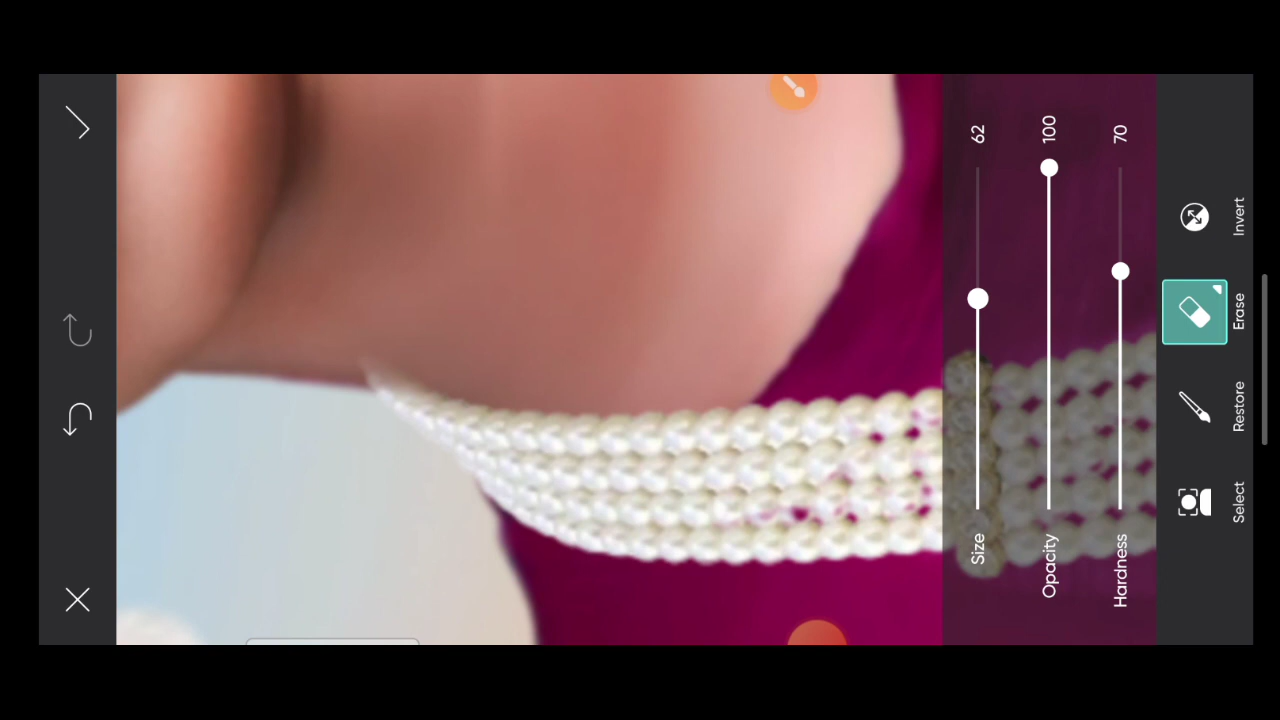 Size 62
Opacity 100
Hardness 70
Select
Restore
Erase
Invert